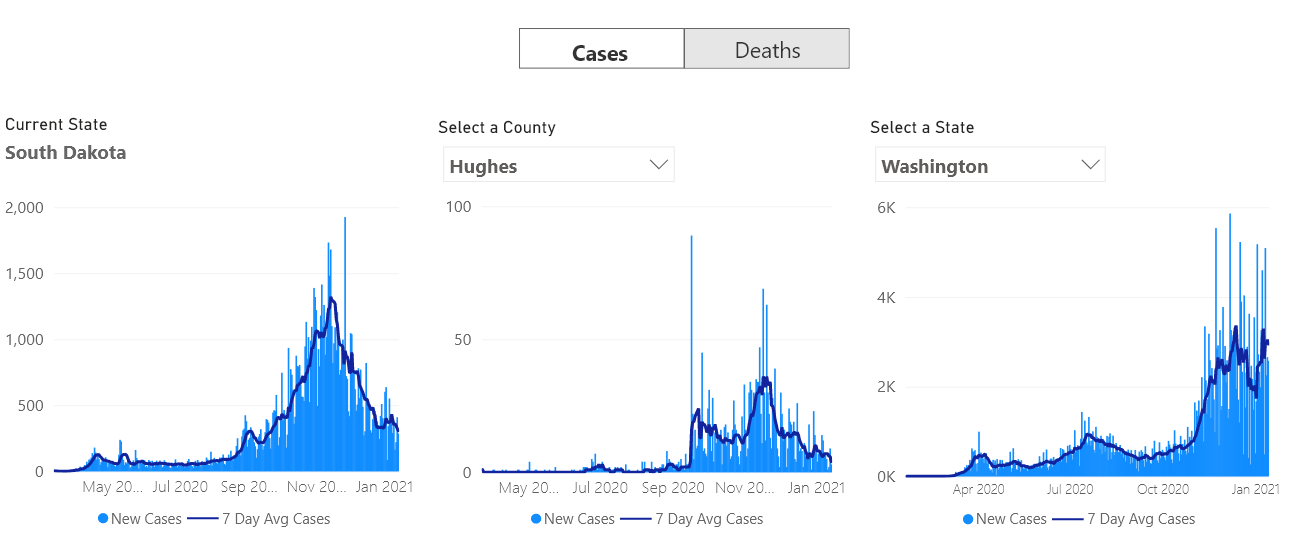 Cases Deaths
Current State
South Dakota
2,000
1,500
1,000
500
0
May 20... Jul 2020 Sep 20... Nov 20... Jan 2021
New Cases 7 Day Avg Cases
Select a County
Hughes
100
50
0
May 20... Jul 2020 Sep 2020 Nov 20... Jan 2021
New Cases 7 Day Avg Cases
Select a State
Washington
6K
4K
2K
0K
Apr 2020 Jul 2020 Oct 2020 Jan 2021
New Cases 7 Day Avg Cases